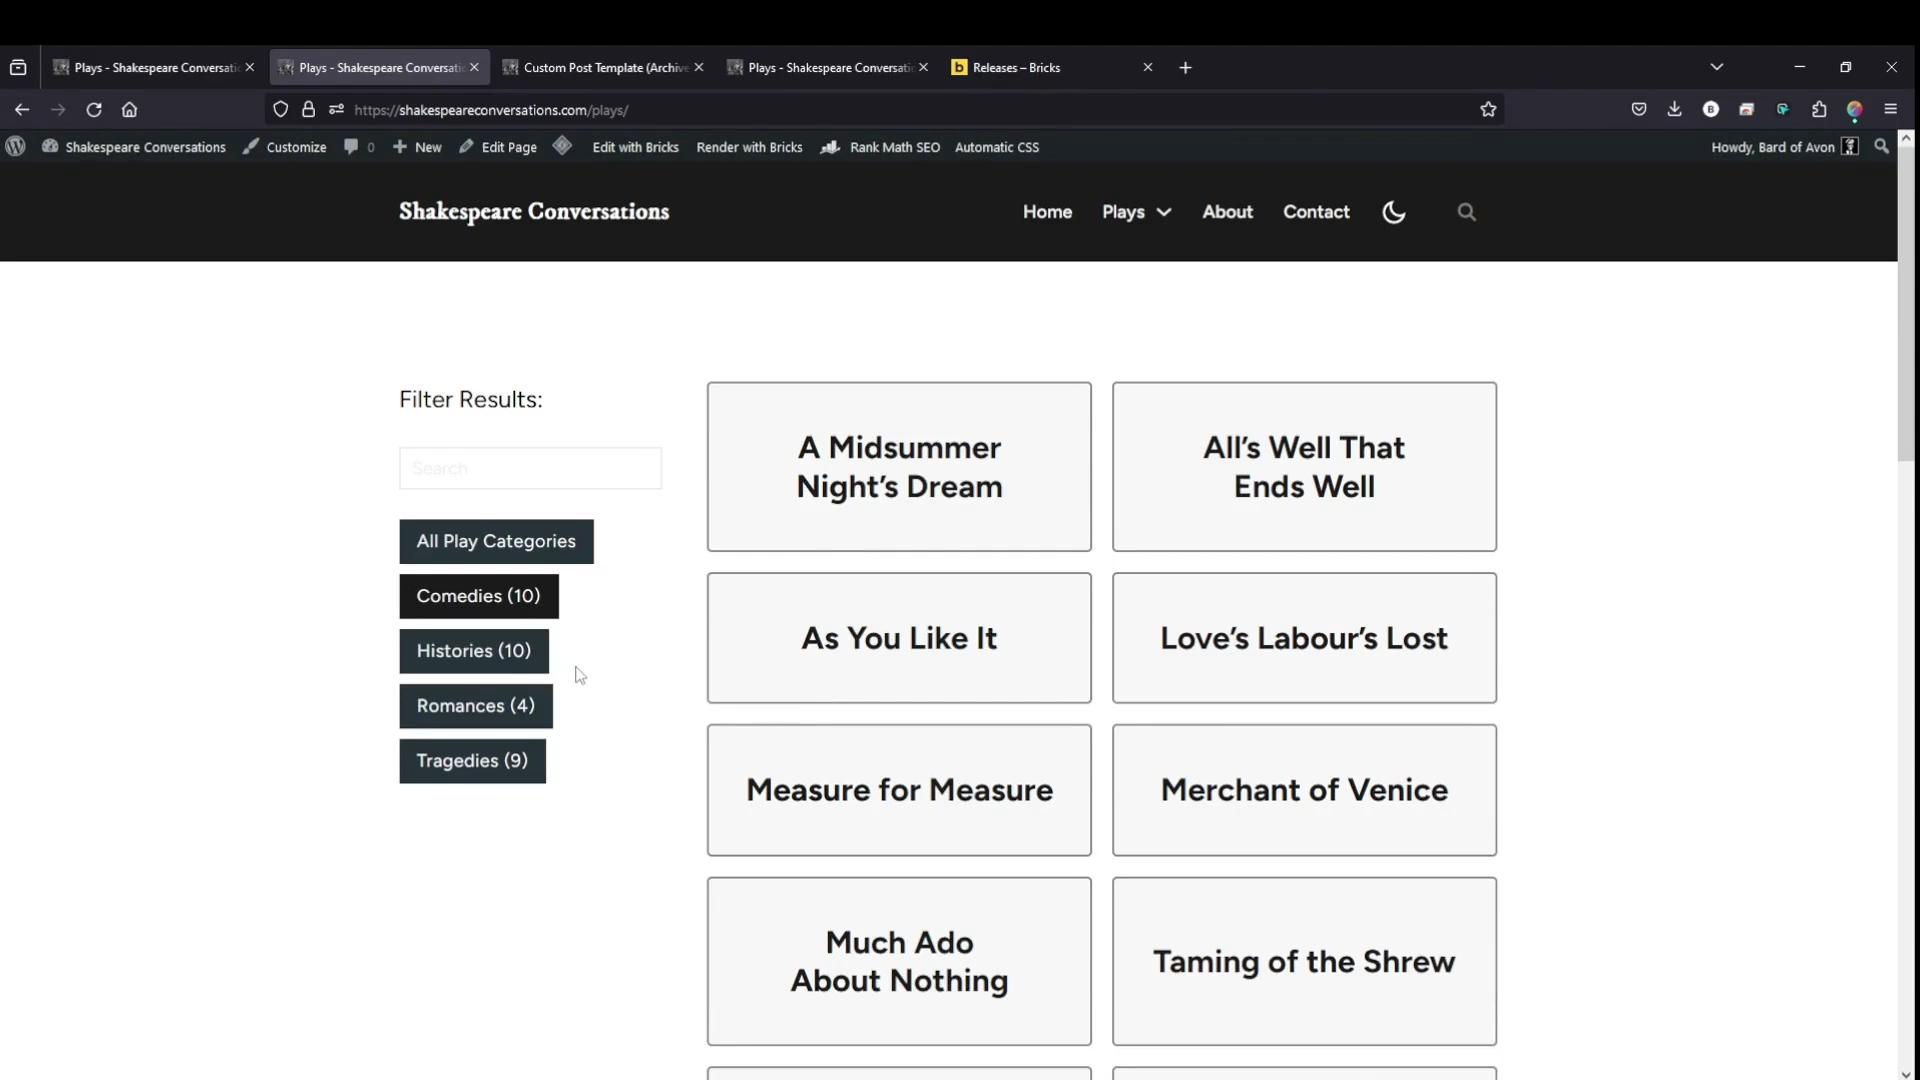 Plays - Shakespeare Conversati
Plays - Shakespeare Conversati
Custom Post Template (Archive
Plays - Shakespeare Conversati
b Releases – Bricks
https://shakespeareconversations.com/plays/
B
Shakespeare Conversations
Customize
0
New
Edit Page
Edit with Bricks
Render with Bricks
Rank Math SEO
Automatic CSS
Howdy, Bard of Avon
Shakespeare Conversations
Home
Plays
About
Contact
Filter Results:
Search
All Play Categories
Comedies (10)
Histories (10)
Romances (4)
Tragedies (9)
A Midsummer
Night’s Dream
All’s Well That
Ends Well
As You Like It
Love’s Labour’s Lost
Measure for Measure
Merchant of Venice
Much Ado
About Nothing
Taming of the Shrew